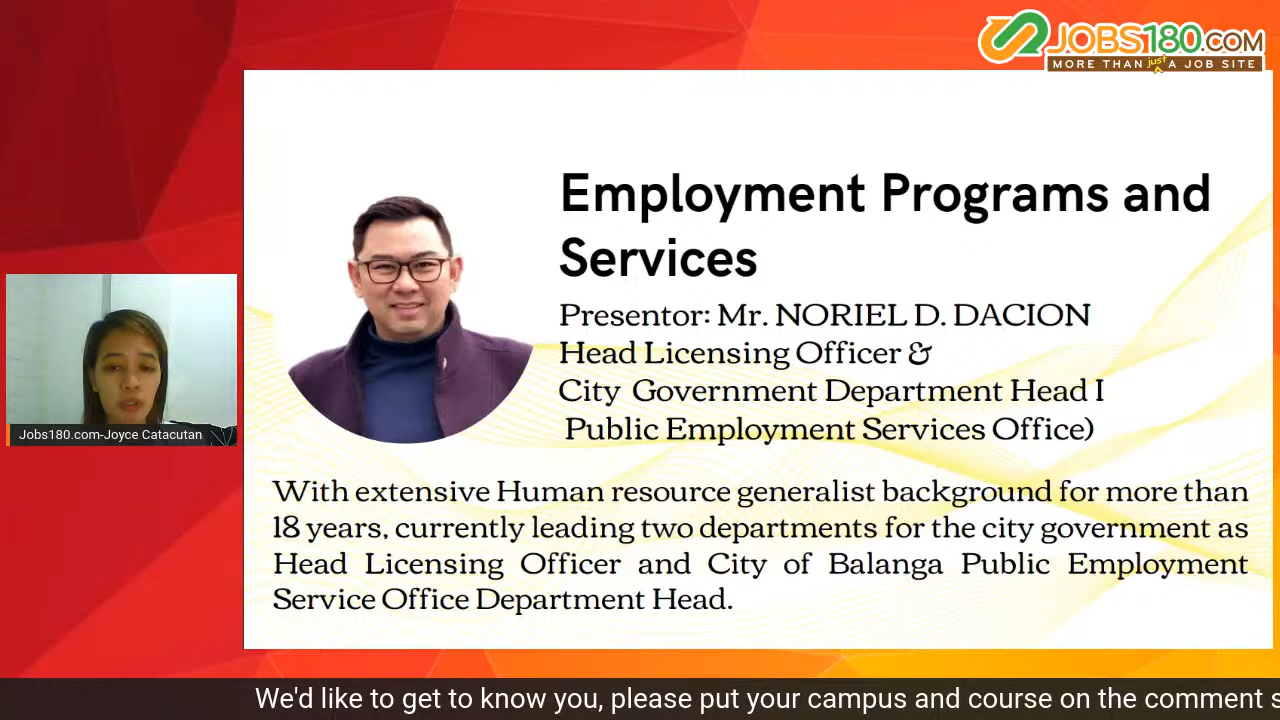 JOBS180.COM
MORE THAN just A JOB SITE
Employment Programs and
Services
Presentor: Mr. NORIEL D. DACION
Head Licensing Officer &
City Government Department Head I
Public Employment Services Office)
Jobs180.com-Joyce Catacutan
With extensive Human resource generalist background for more than
18 years, currently leading two departments for the city government as
Head Licensing Officer and City of Balanga Public Employment
Service Office Department Head.
We'd like to get to know you, please put your campus and course on the comment s